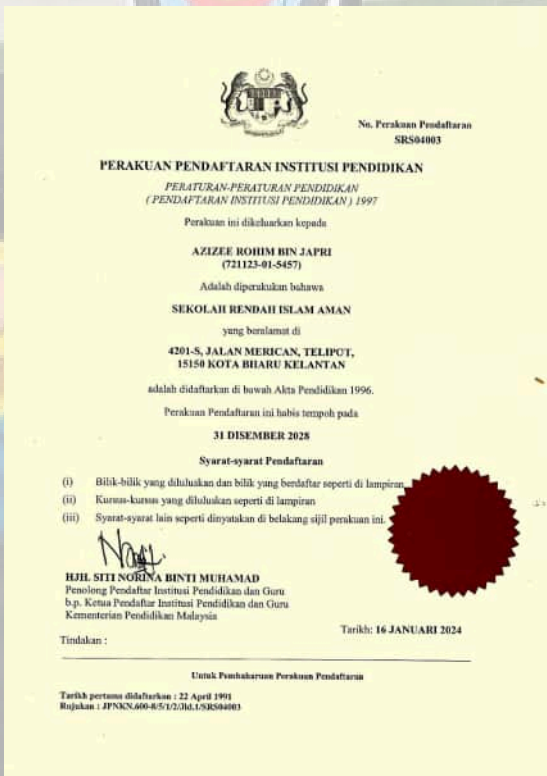 No. Perakuan Pendaftaran
SRS04003
PERAKUAN PENDAFTARAN INSTITUSI PENDIDIKAN
PERATURAN-PERATURAN PENDIDIKAN
( PENDAFTARAN INSTITUSI PENDIDIKAN ) 1997
Perakuan ini dikeluarkan kepada
AZIZEE ROHIM BIN JAPRI
(721123-01-5457)
Adalah diperakukan bahawa
SEKOLAH RENDAH ISLAM AMAN
yang beralamat di
4201-S, JALAN MERICAN, TELIPOT,
15150 KOTA BHARU KELANTAN
adalah didaftarkan di bawah Akta Pendidikan 1996.
Perakuan Pendaftaran ini habis tempoh pada
31 DISEMBER 2028
Syarat-syarat Pendaftaran
(i) Bilik-bilik yang diluluskan dan bilik yang berdaftar seperti di lampiran
(ii) Kursus-kursus yang diluluskan seperti di lampiran
(iii) Syarat-syarat lain seperti dinyatakan di belakang sijil perakuan ini.
HJH. SITI NORINA BINTI MUHAMAD
Penolong Pendaftar Institusi Pendidikan dan Guru
b.p. Ketua Pendaftar Institusi Pendidikan dan Guru
Kementerian Pendidikan Malaysia
Tarikh: 16 JANUARI 2024
Tindakan :
Untuk Pembaharuan Perakuan Pendaftaran
Tarikh pertama didaftarkan : 22 April 1991
Rujukan : JPNKN.600-8/5/1/2/Jld.1/SRS04003